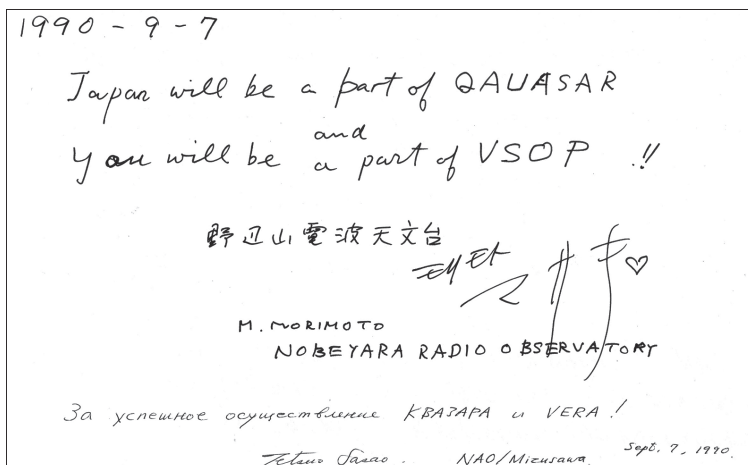 1990 - 9 - 7
Japan will be a part of QAUASAR
and
You will be a part of VSOP !!
野辺山電波天文台
M. MORIMOTO
NOBEYARA RADIO OBSERVATORY
За успешное осуществление КВАЗАРА и VERA!
Tetsuo Sasao. NAO/Mizusawa Sept. 7, 1990.